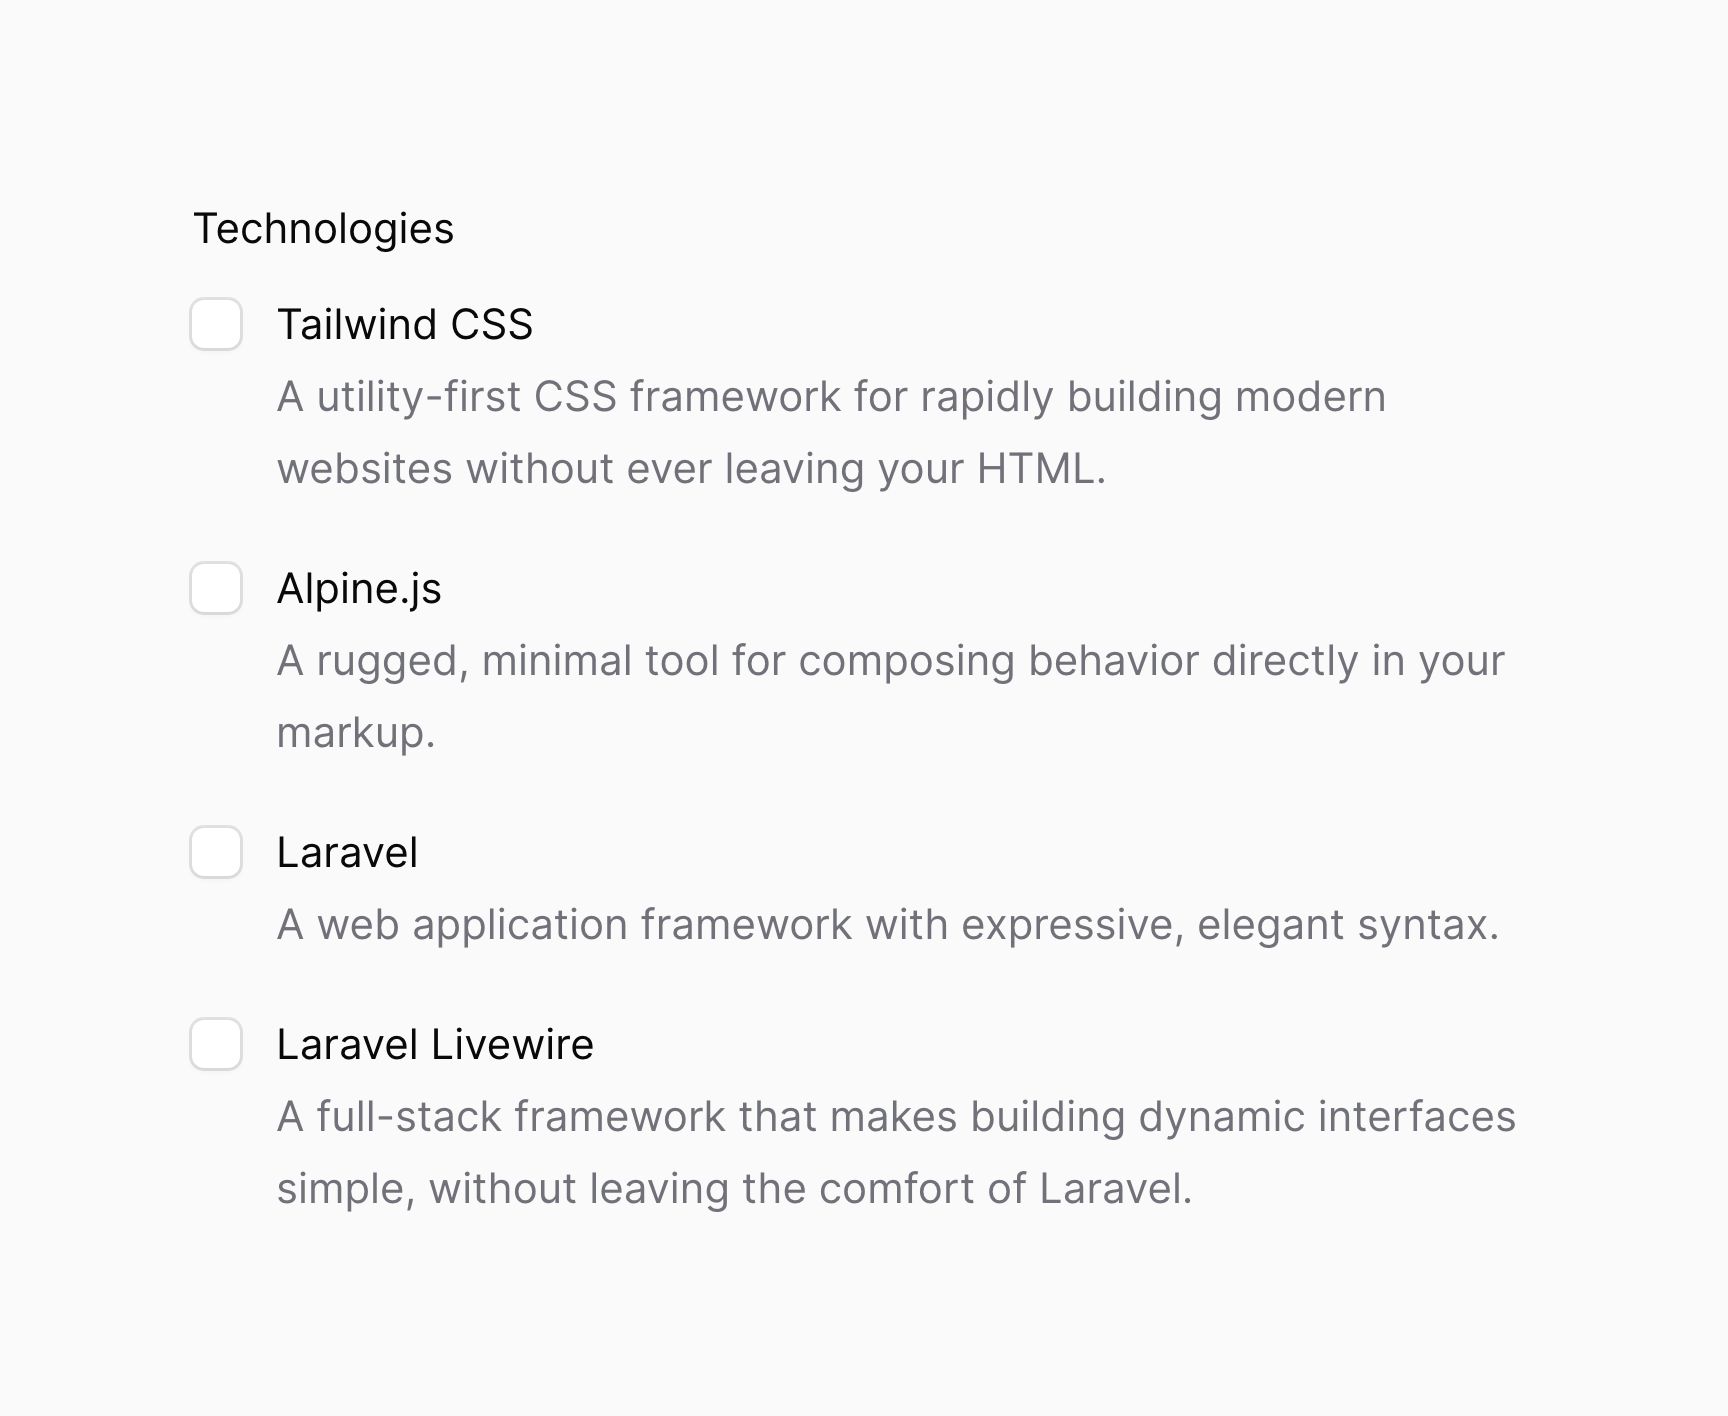 Technologies
Tailwind CSS
A utility-first CSS framework for rapidly building modern
websites without ever leaving your HTML.
Alpine.js
A rugged, minimal tool for composing behavior directly in your
markup.
Laravel
A web application framework with expressive, elegant syntax.
Laravel Livewire
A full-stack framework that makes building dynamic interfaces
simple, without leaving the comfort of Laravel.